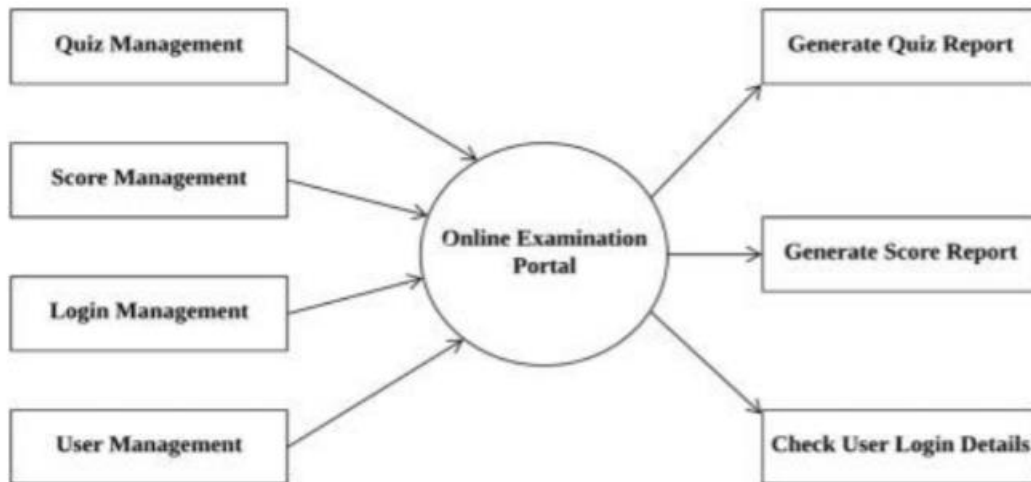 Quiz Management
Score Management
Login Management
User Management
Online Examination
Portal
Generate Quiz Report
Generate Score Report
Check User Login Details